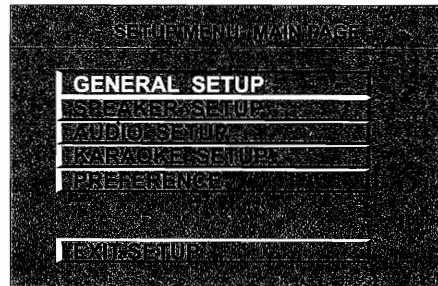 SETUP MENU - MAIN PAGE
GENERAL SETUP
SPEAKER SETUP
AUDIO SETUP
KARAOKE SETUP
PREFERENCE
EXIT SETUP